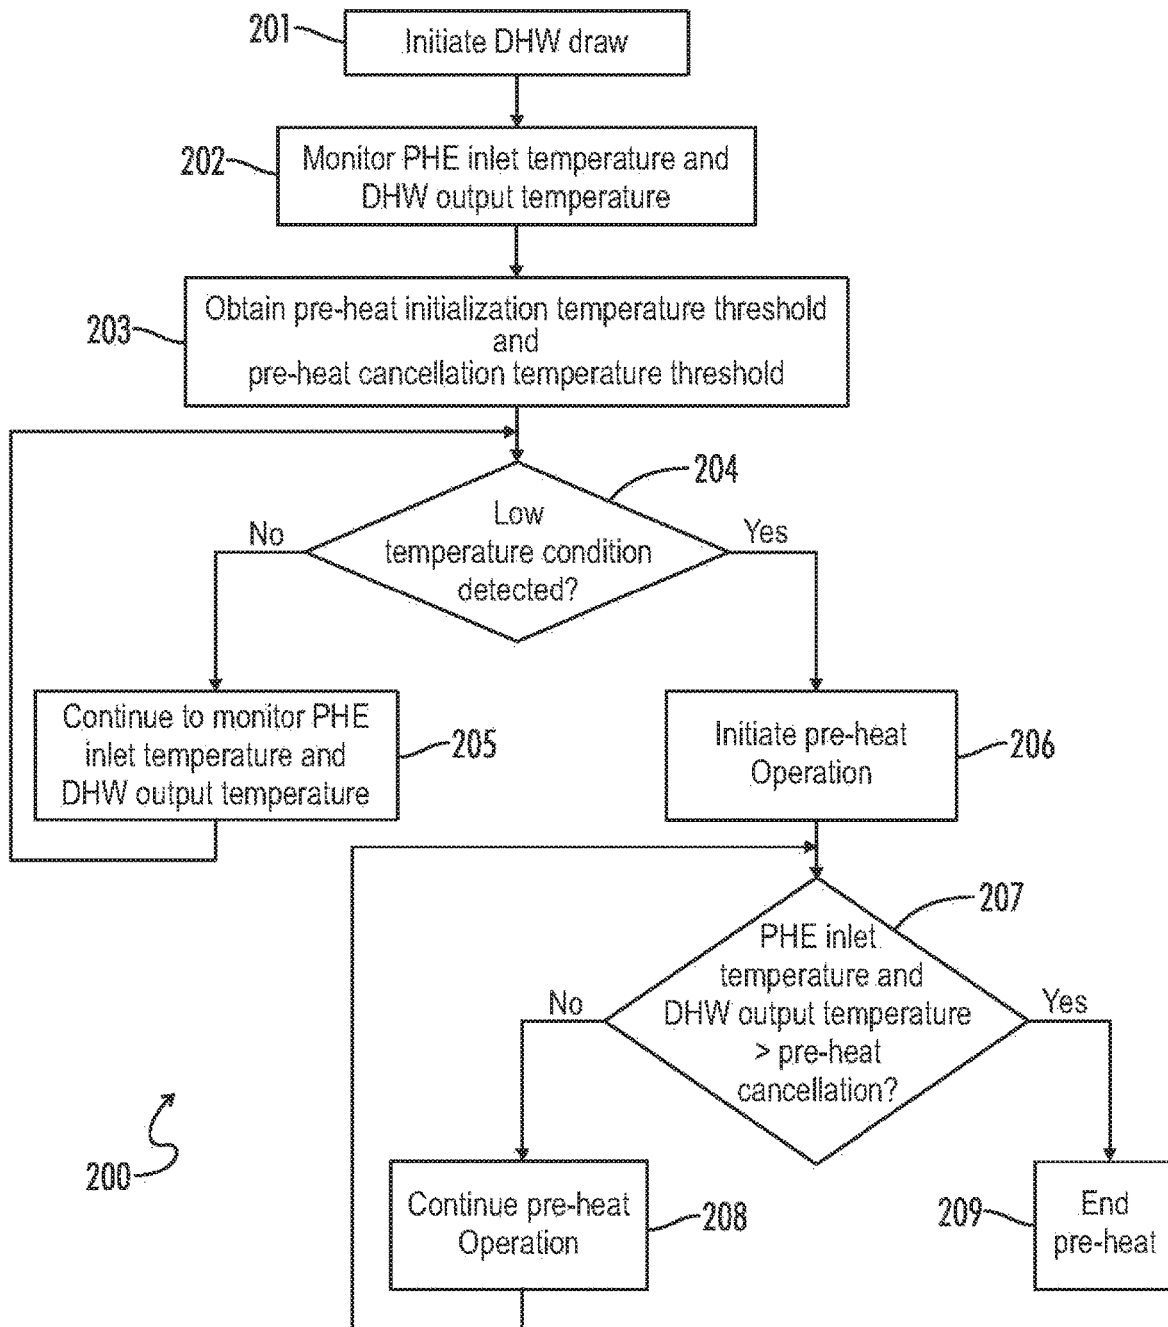 201
Initiate DHW draw
202
Monitor PHE inlet temperature and
DHW output temperature
203
Obtain pre-heat initialization temperature threshold
and
pre-heat cancellation temperature threshold
204
Low
temperature condition
detected?
No
Yes
Continue to monitor PHE
inlet temperature and
DHW output temperature
205
Initiate pre-heat
Operation
206
207
PHE inlet
temperature and
DHW output temperature
> pre-heat
cancellation?
No
Yes
200
Continue pre-heat
Operation
208
209
End
pre-heat